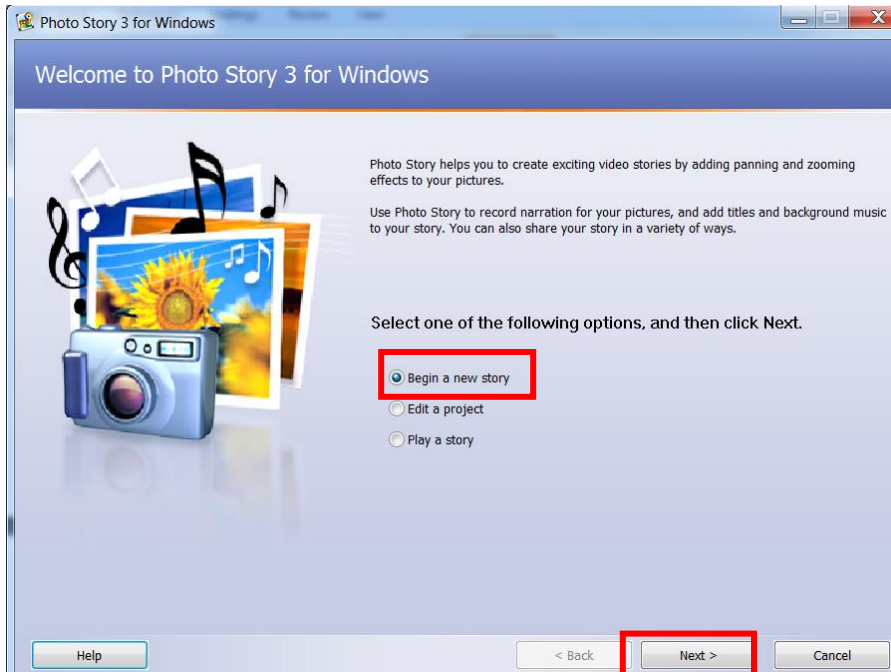 Photo Story 3 for Windows
Welcome to Photo Story 3 for Windows
Photo Story helps you to create exciting video stories by adding panning and zooming
effects to your pictures.
Use Photo Story to record narration for your pictures, and add titles and background music
to your story. You can also share your story in a variety of ways.
Select one of the following options, and then click Next.
Begin a new story
Edit a project
Play a story
Help
< Back
Next >
Cancel